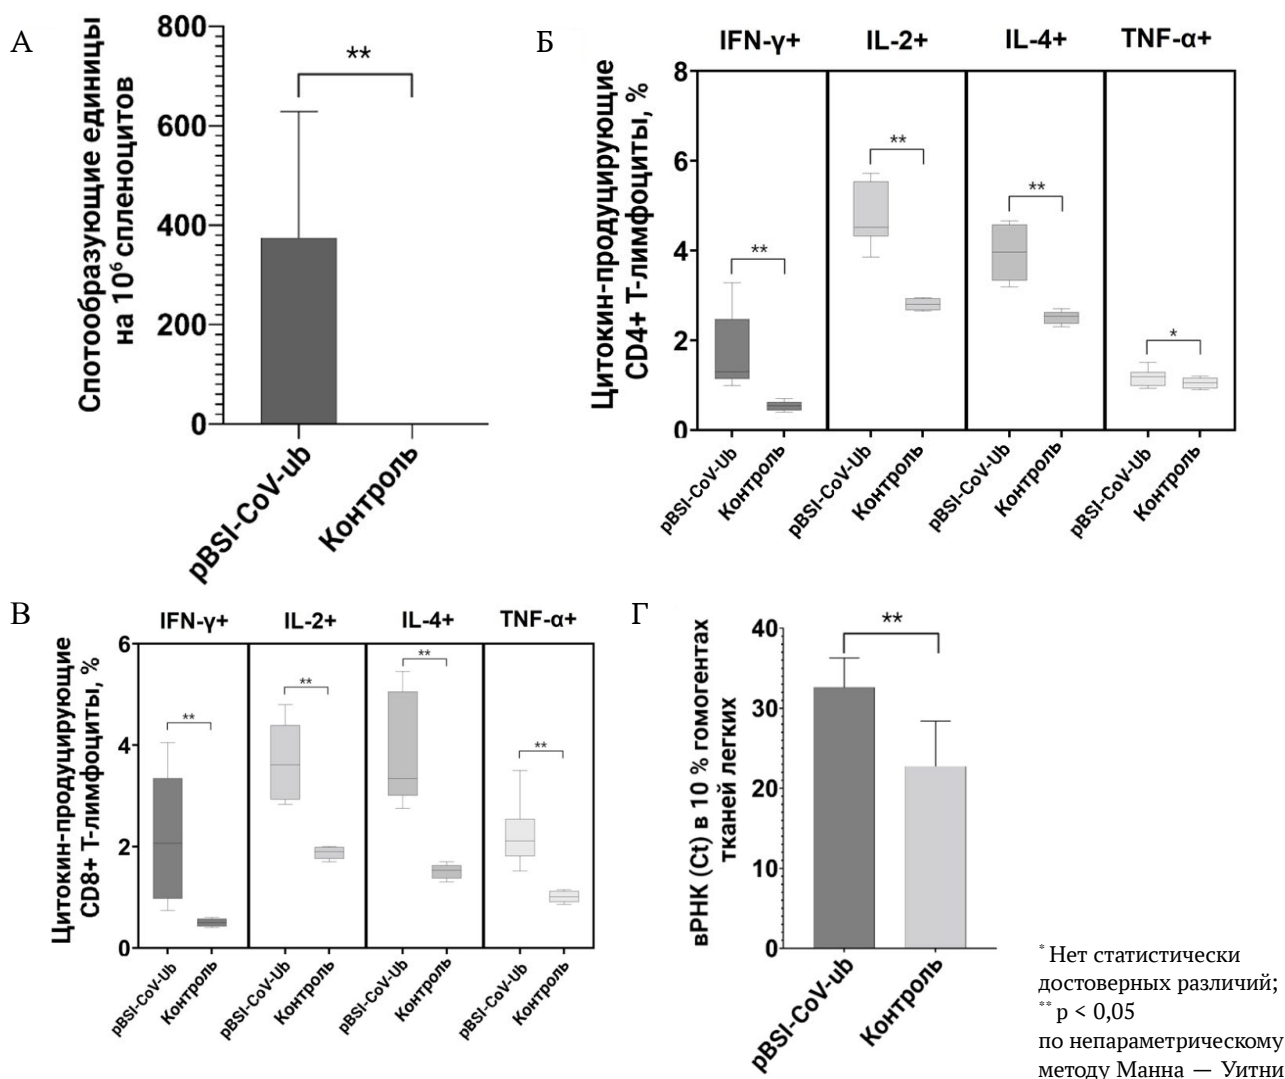 А
Спотообразующие единицы
на 10⁶ спленоцитов
800
600
400
200
0
**
pBSI-CoV-ub
Контроль
Б
IFN-γ+ IL-2+ IL-4+ TNF-α+
Цитокин-продуцирующие
CD4+ Т-лимфоциты, %
8
6
4
2
0
** ** ** *
pBSI-CoV-Ub Контроль pBSI-CoV-Ub Контроль pBSI-CoV-Ub Контроль pBSI-CoV-Ub Контроль
В
IFN-γ+ IL-2+ IL-4+ TNF-α+
Цитокин-продуцирующие
CD8+ Т-лимфоциты, %
6
4
2
0
** ** ** **
pBSI-CoV-Ub Контроль pBSI-CoV-Ub Контроль pBSI-CoV-Ub Контроль pBSI-CoV-Ub Контроль
Г
вРНК (Ct) в 10 % гомогентах
тканей легких
40
30
20
10
0
**
pBSI-CoV-ub
Контроль
* Нет статистически
достоверных различий;
** p < 0,05
по непараметрическому
методу Манна — Уитни